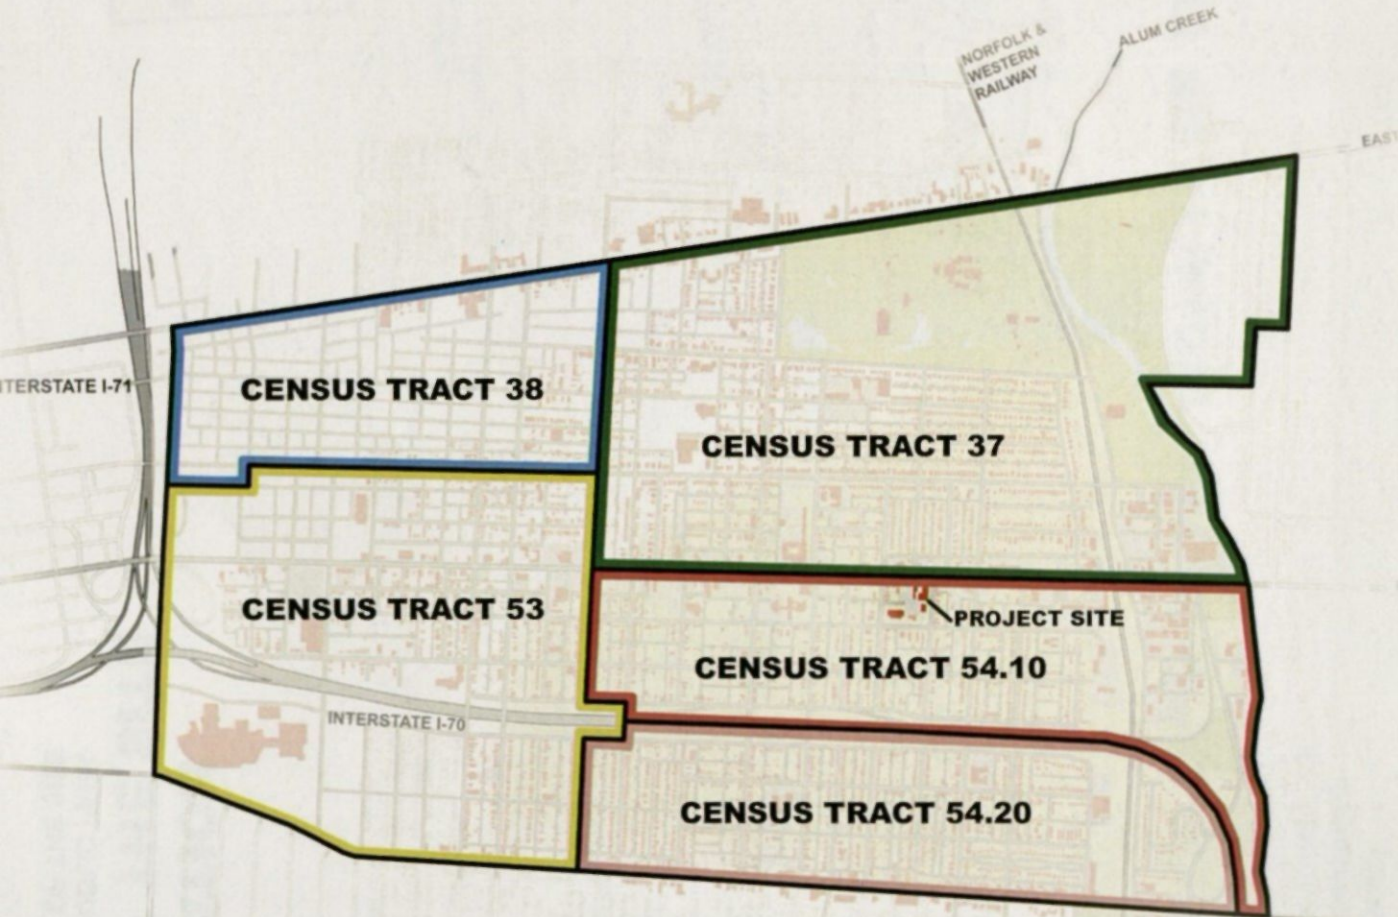 NORFOLK &
WESTERN
RAILWAY
ALUM CREEK
EAST
NTERSTATE I-71
CENSUS TRACT 38
CENSUS TRACT 37
CENSUS TRACT 53
PROJECT SITE
CENSUS TRACT 54.10
INTERSTATE I-70
CENSUS TRACT 54.20